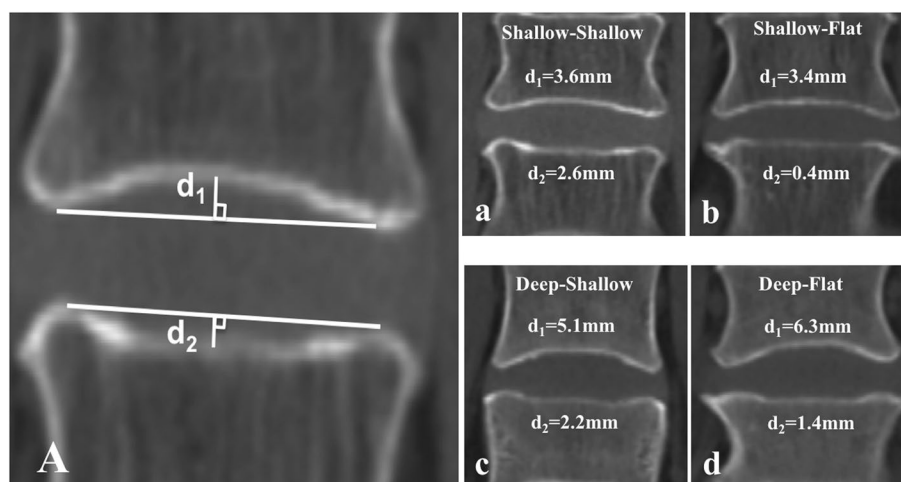 d₁
d₂
A
Shallow-Shallow
d₁=3.6mm
d₂=2.6mm
a
Shallow-Flat
d₁=3.4mm
d₂=0.4mm
b
Deep-Shallow
d₁=5.1mm
d₂=2.2mm
c
Deep-Flat
d₁=6.3mm
d₂=1.4mm
d